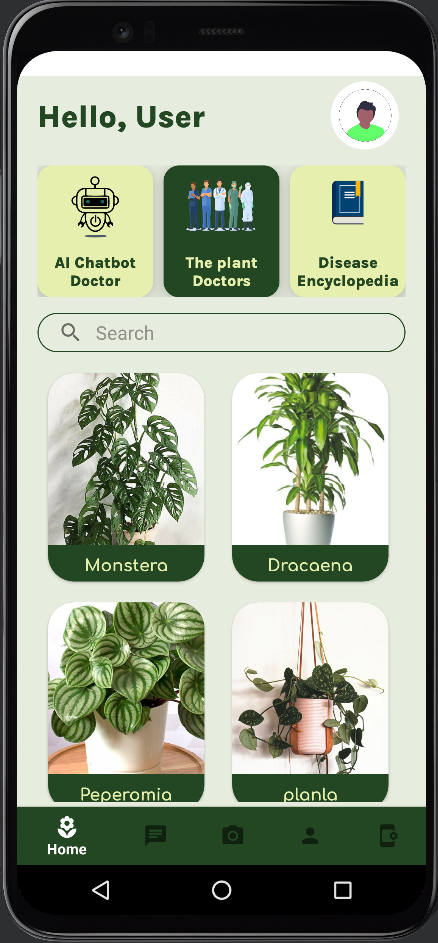 Hello, User
AI Chatbot
Doctor
The plant
Doctors
Disease
Encyclopedia
Search
Monstera
Dracaena
Peperomia
planla
Home